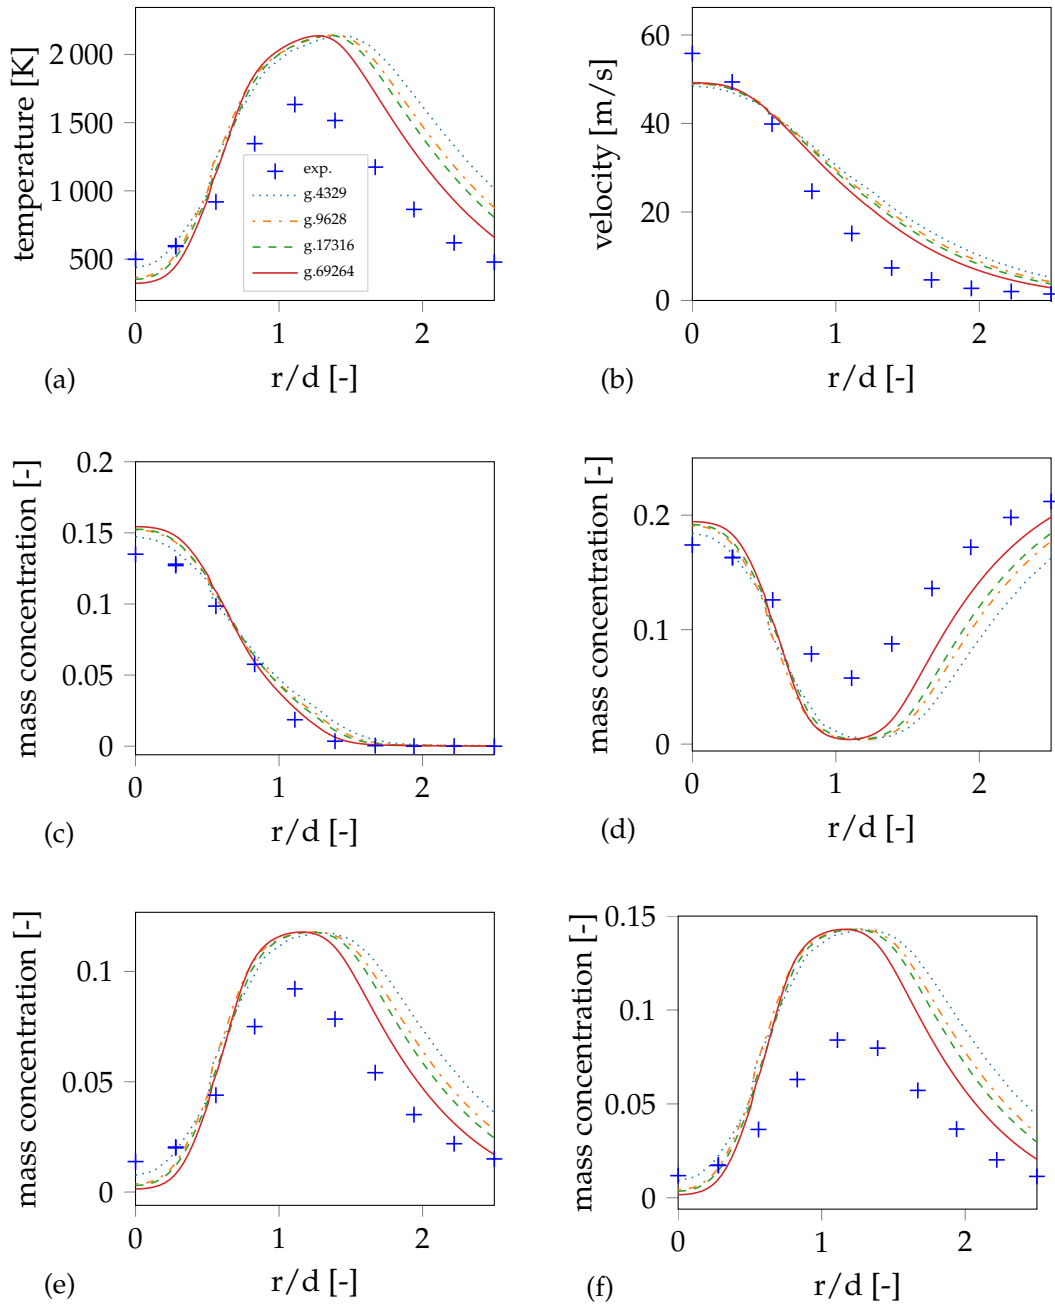 temperature [K]
2 000
1 500
1 000
500
0
1
2
r/d [-]
(a)
exp.
g.4329
g.9628
g.17316
g.69264
velocity [m/s]
60
40
20
0
0
1
2
r/d [-]
(b)
mass concentration [-]
0.2
0.15
0.1
0.05
0
0
1
2
r/d [-]
(c)
mass concentration [-]
0.2
0.1
0
0
1
2
r/d [-]
(d)
mass concentration [-]
0.1
0.05
0
0
1
2
r/d [-]
(e)
mass concentration [-]
0.15
0.1
0.05
0
0
1
2
r/d [-]
(f)